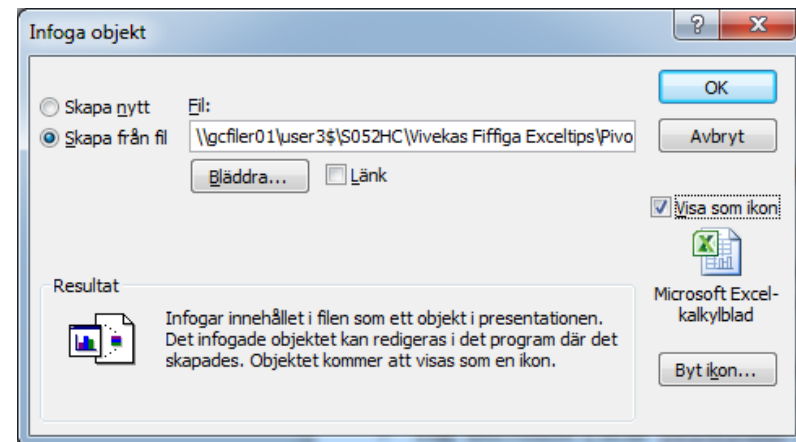 Infoga objekt
Skapa nytt
Fil:
Skapa från fil
\\gcfiler01\user3$\S052HC\Vivekas Fiffiga Exceltips\Pivo
Bläddra...
Länk
OK
Avbryt
Visa som ikon
Microsoft Excel-
kalkylblad
Byt ikon...
Resultat
Infogar innehållet i filen som ett objekt i presentationen.
Det infogade objektet kan redigeras i det program där det
skapades. Objektet kommer att visas som en ikon.